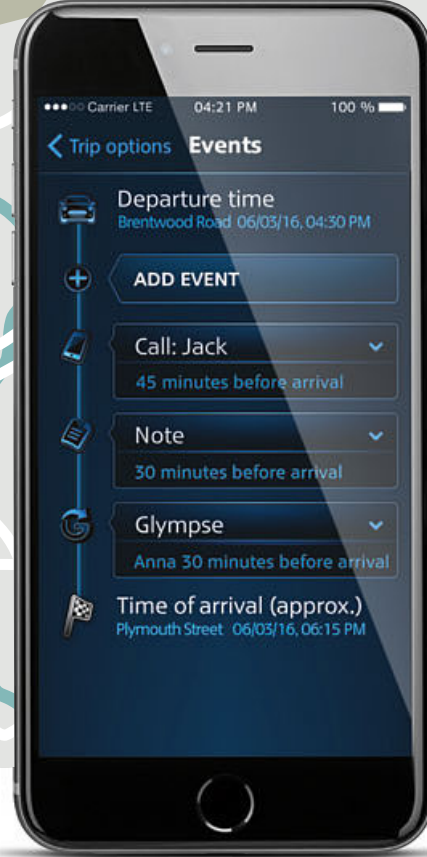 Carrier LTE 04:21 PM 100 %
Trip options Events
Departure time
Brentwood Road 06/03/16, 04:30 PM
ADD EVENT
Call: Jack
45 minutes before arrival
Note
30 minutes before arrival
Glympse
Anna 30 minutes before arrival
Time of arrival (approx.)
Plymouth Street 06/03/16, 06:15 PM